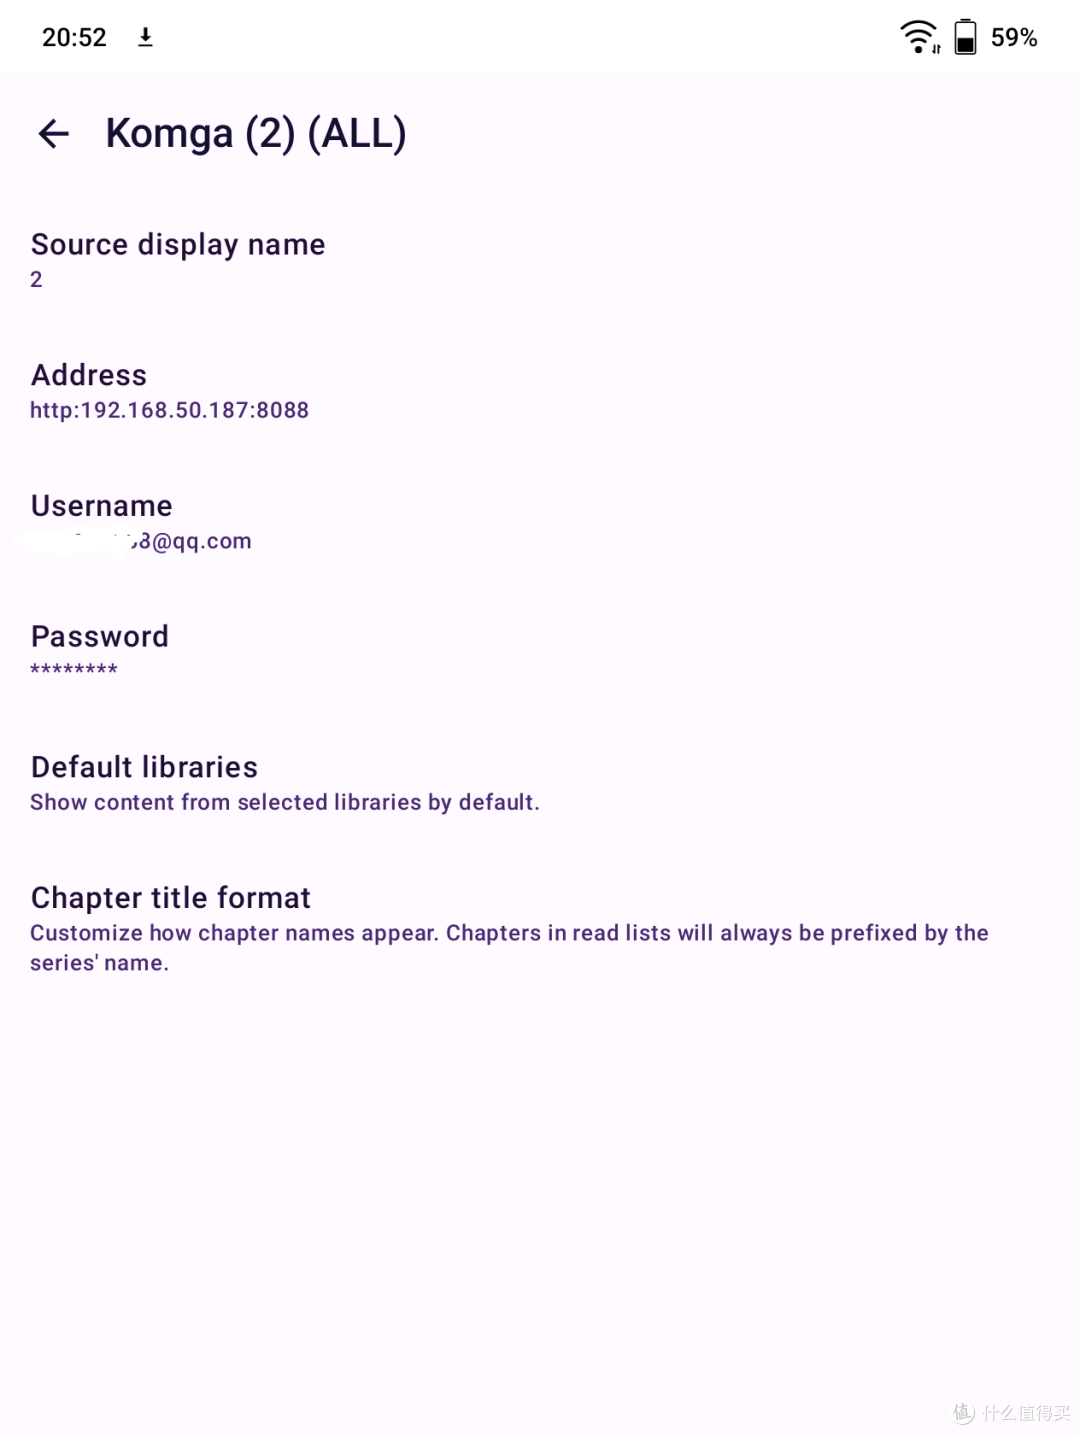 20:52
59%
Komga (2) (ALL)
Source display name
2
Address
http:192.168.50.187:8088
Username
8@qq.com
Password
********
Default libraries
Show content from selected libraries by default.
Chapter title format
Customize how chapter names appear. Chapters in read lists will always be prefixed by the
series' name.
值 什么值得买